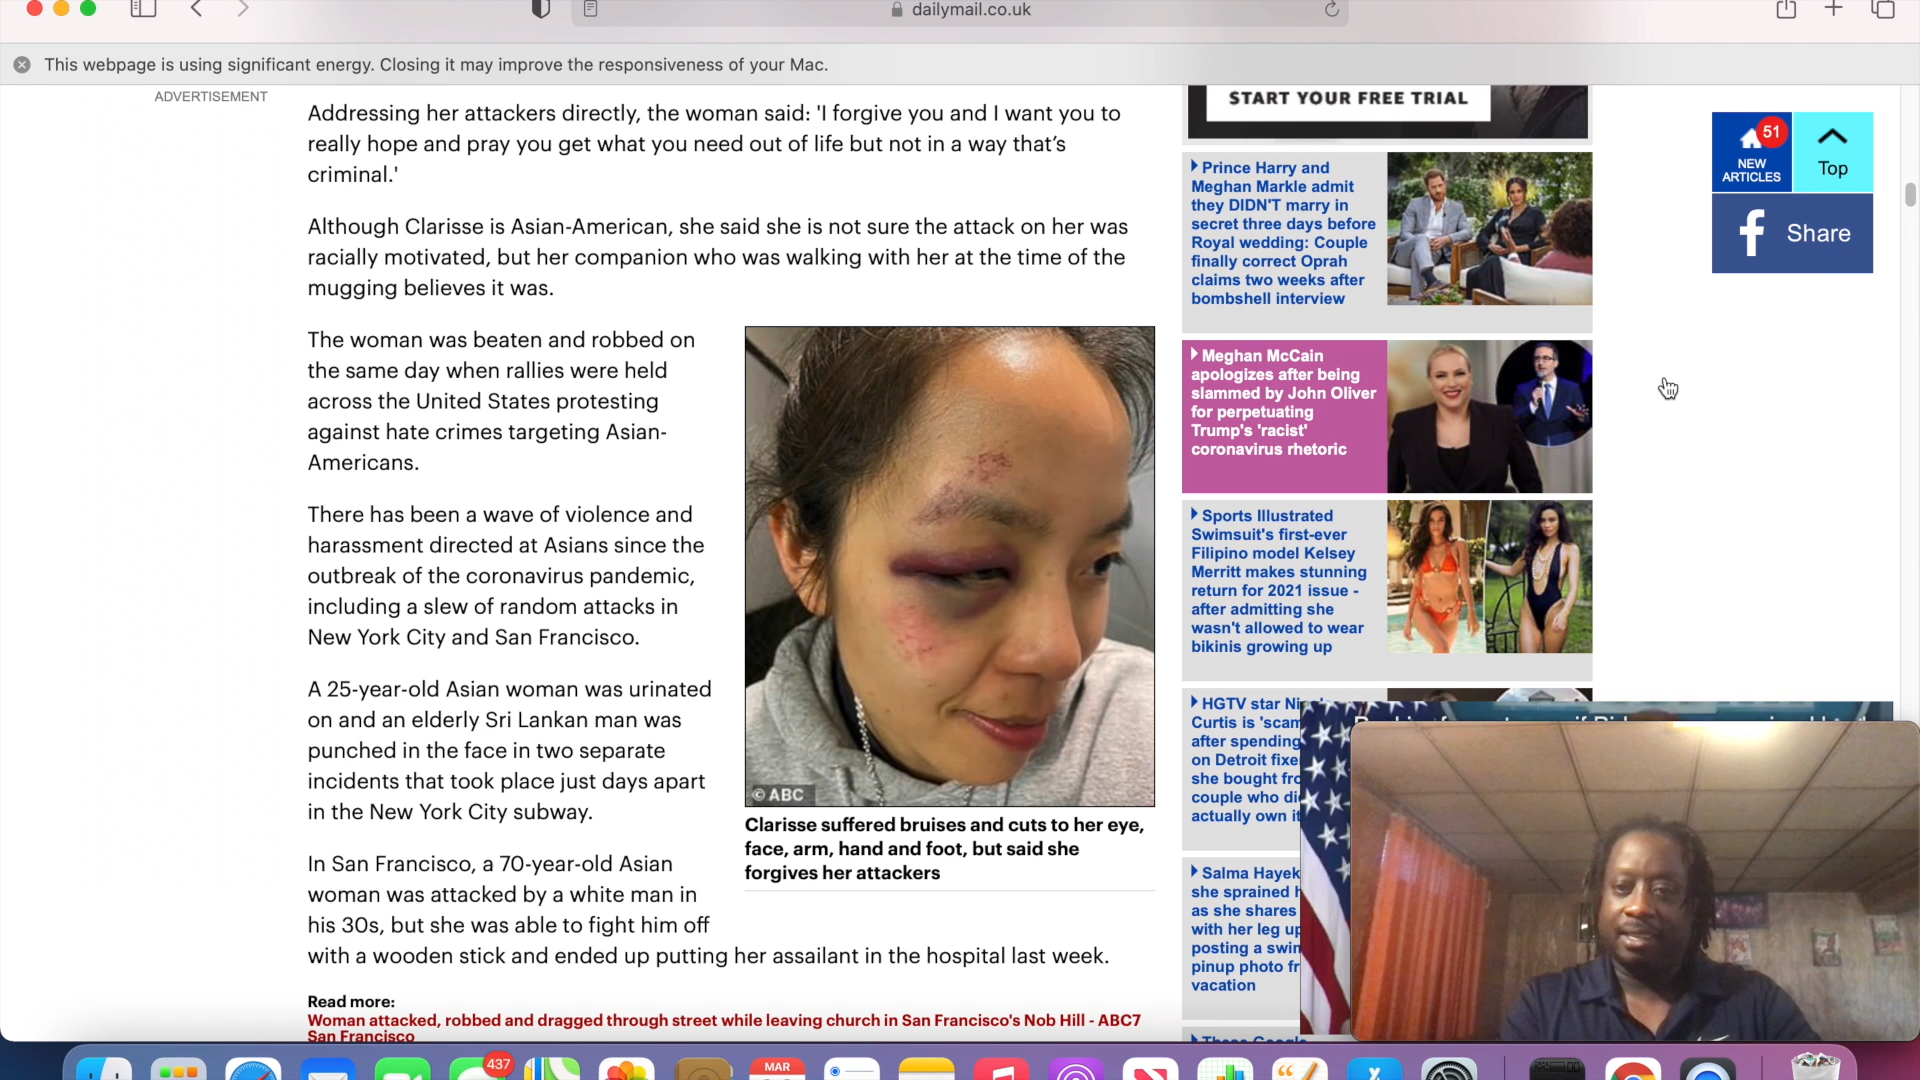 dailymail.co.uk
This webpage is using significant energy. Closing it may improve the responsiveness of your Mac.
ADVERTISEMENT
Addressing her attackers directly, the woman said: 'I forgive you and I want you to
really hope and pray you get what you need out of life but not in a way that's
criminal.'
Although Clarisse is Asian-American, she said she is not sure the attack on her was
racially motivated, but her companion who was walking with her at the time of the
mugging believes it was.
The woman was beaten and robbed on
the same day when rallies were held
across the United States protesting
against hate crimes targeting Asian-
Americans.
There has been a wave of violence and
harassment directed at Asians since the
outbreak of the coronavirus pandemic,
including a slew of random attacks in
New York City and San Francisco.
A 25-year-old Asian woman was urinated
on and an elderly Sri Lankan man was
punched in the face in two separate
incidents that took place just days apart
in the New York City subway.
In San Francisco, a 70-year-old Asian
woman was attacked by a white man in
his 30s, but she was able to fight him off
with a wooden stick and ended up putting her assailant in the hospital last week.
Read more:
Woman attacked, robbed and dragged through street while leaving church in San Francisco's Nob Hill - ABC7
San Francisco
© ABC
Clarisse suffered bruises and cuts to her eye,
face, arm, hand and foot, but said she
forgives her attackers
START YOUR FREE TRIAL
Prince Harry and
Meghan Markle admit
they DIDN'T marry in
secret three days before
Royal wedding: Couple
finally correct Oprah
claims two weeks after
bombshell interview
Meghan McCain
apologizes after being
slammed by John Oliver
for perpetuating
Trump's 'racist'
coronavirus rhetoric
Sports Illustrated
Swimsuit's first-ever
Filipino model Kelsey
Merritt makes stunning
return for 2021 issue -
after admitting she
wasn't allowed to wear
bikinis growing up
HGTV star
Curtis is 'scam
after spending
on Detroit
she bought
couple who
actually own
Salma Hayek
she sprained
as she shares
with her leg up
posting a
pinup photo
vacation
51
NEW
ARTICLES
Top
Share
437
MAR